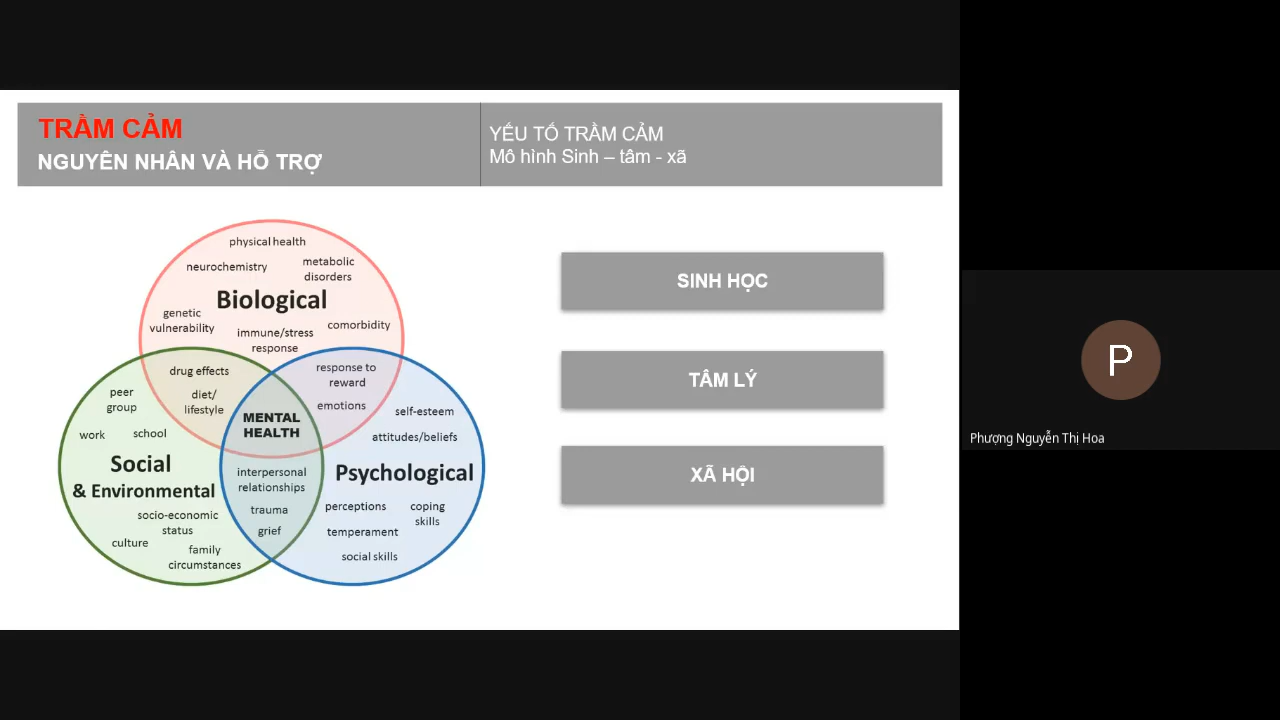 TRẦM CẢM
NGUYÊN NHÂN VÀ HỖ TRỢ
YẾU TỐ TRẦM CẢM
Mô hình Sinh – tâm - xã
physical health
neurochemistry
metabolic
disorders
Biological
genetic
vulnerability
immune/stress
response
comorbidity
drug effects
diet/
lifestyle
response to
reward
emotions
MENTAL
HEALTH
peer
group
work
school
Social
& Environmental
socio-economic
status
culture
family
circumstances
interpersonal
relationships
trauma
grief
self-esteem
attitudes/beliefs
Psychological
perceptions
coping
skills
temperament
social skills
SINH HỌC
TÂM LÝ
XÃ HỘI
P
Phượng Nguyễn Thị Hoa